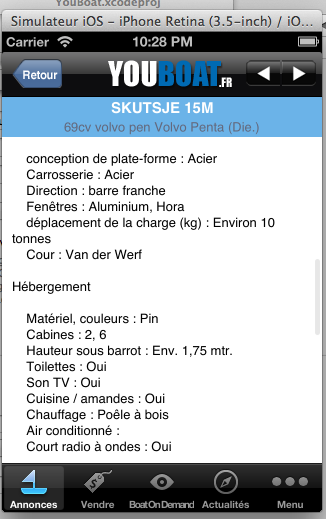 YouBoat.xcodeproj
Simulateur iOS - iPhone Retina (3.5-inch) / iO...
Carrier 10:28 PM
Retour YOUBOAT.FR
SKUTSJE 15M
69cv volvo pen Volvo Penta (Die.)
conception de plate-forme : Acier
Carrosserie : Acier
Direction : barre franche
Fenêtres : Aluminium, Hora
déplacement de la charge (kg) : Environ 10
tonnes
Cour : Van der Werf
Hébergement
Matériel, couleurs : Pin
Cabines : 2, 6
Hauteur sous barrot : Env. 1,75 mtr.
Toilettes : Oui
Son TV : Oui
Cuisine / amandes : Oui
Chauffage : Poêle à bois
Air conditionné :
Court radio à ondes : Oui
Annonces Vendre BoatOnDemand Actualités Menu